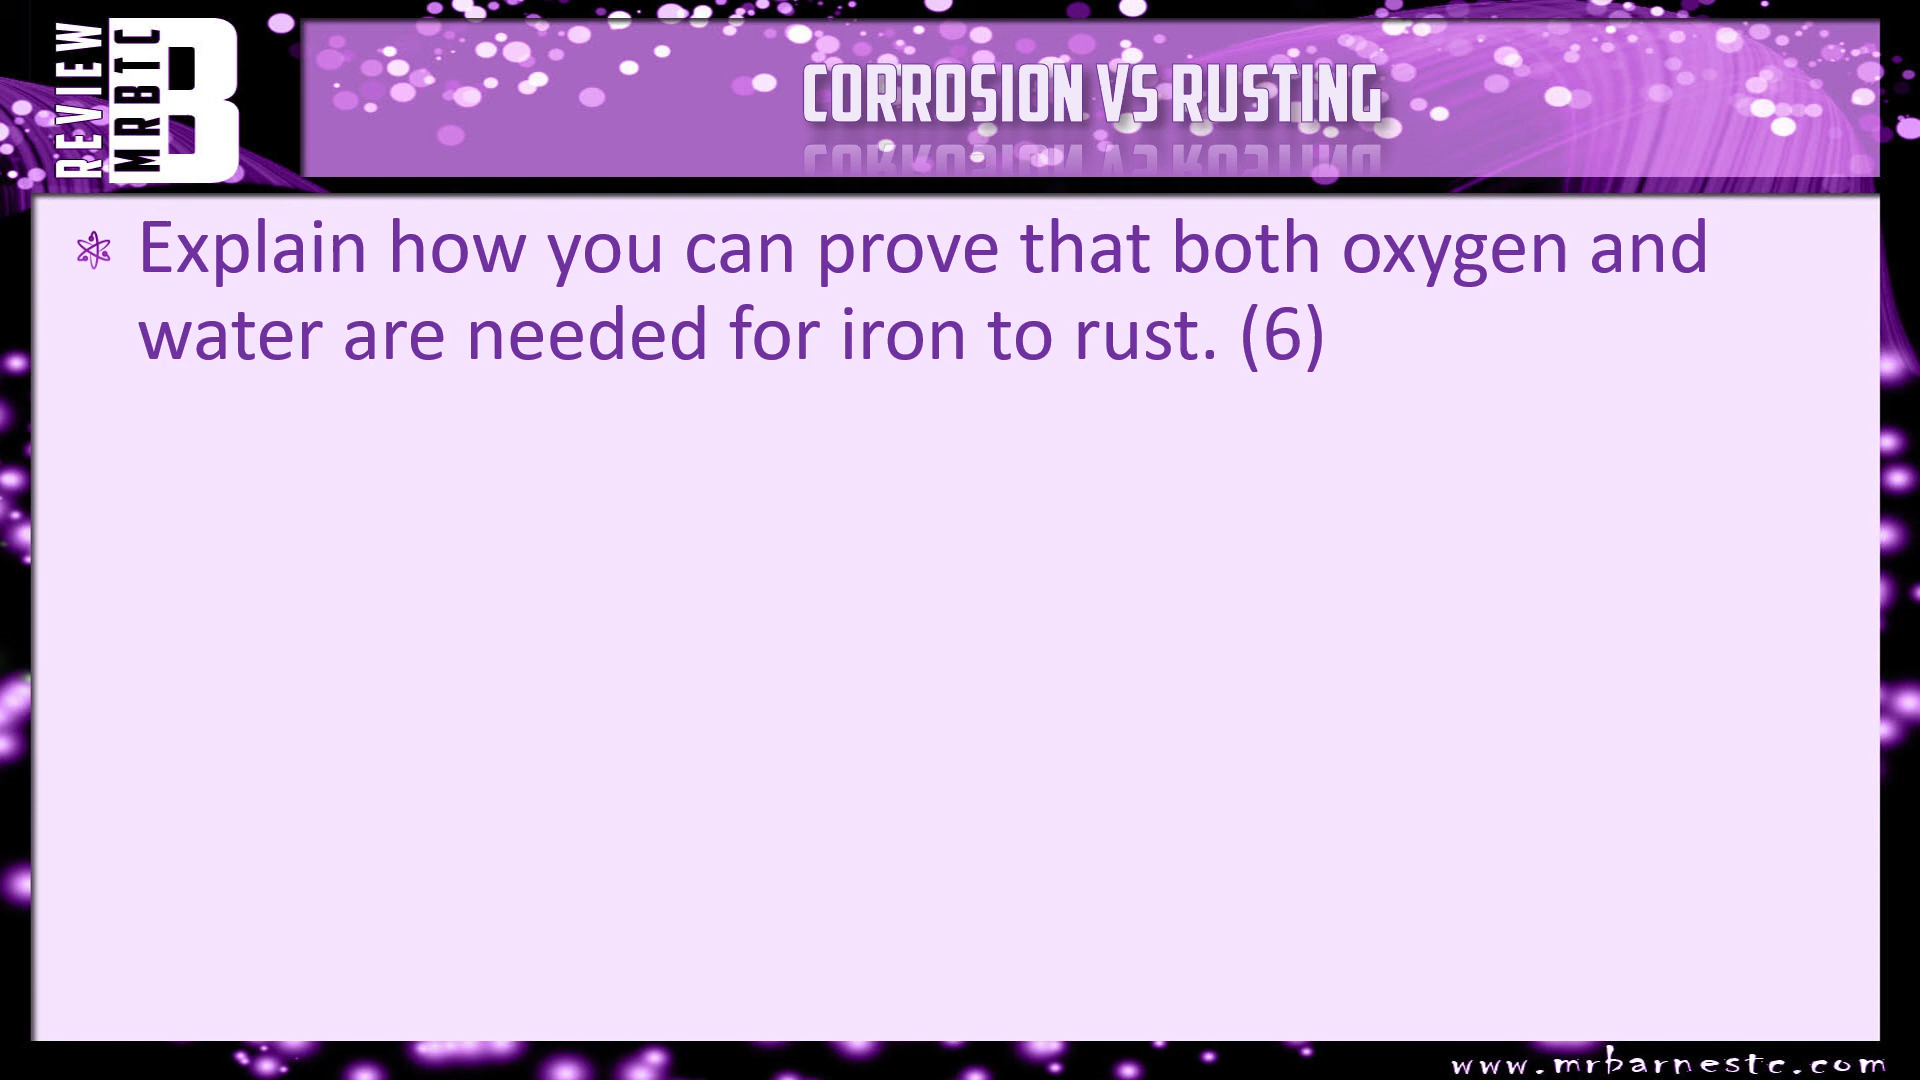 REVIEW
MRBTC
B
CORROSION VS RUSTING
Explain how you can prove that both oxygen and
water are needed for iron to rust. (6)
www.mrbarnestc.com